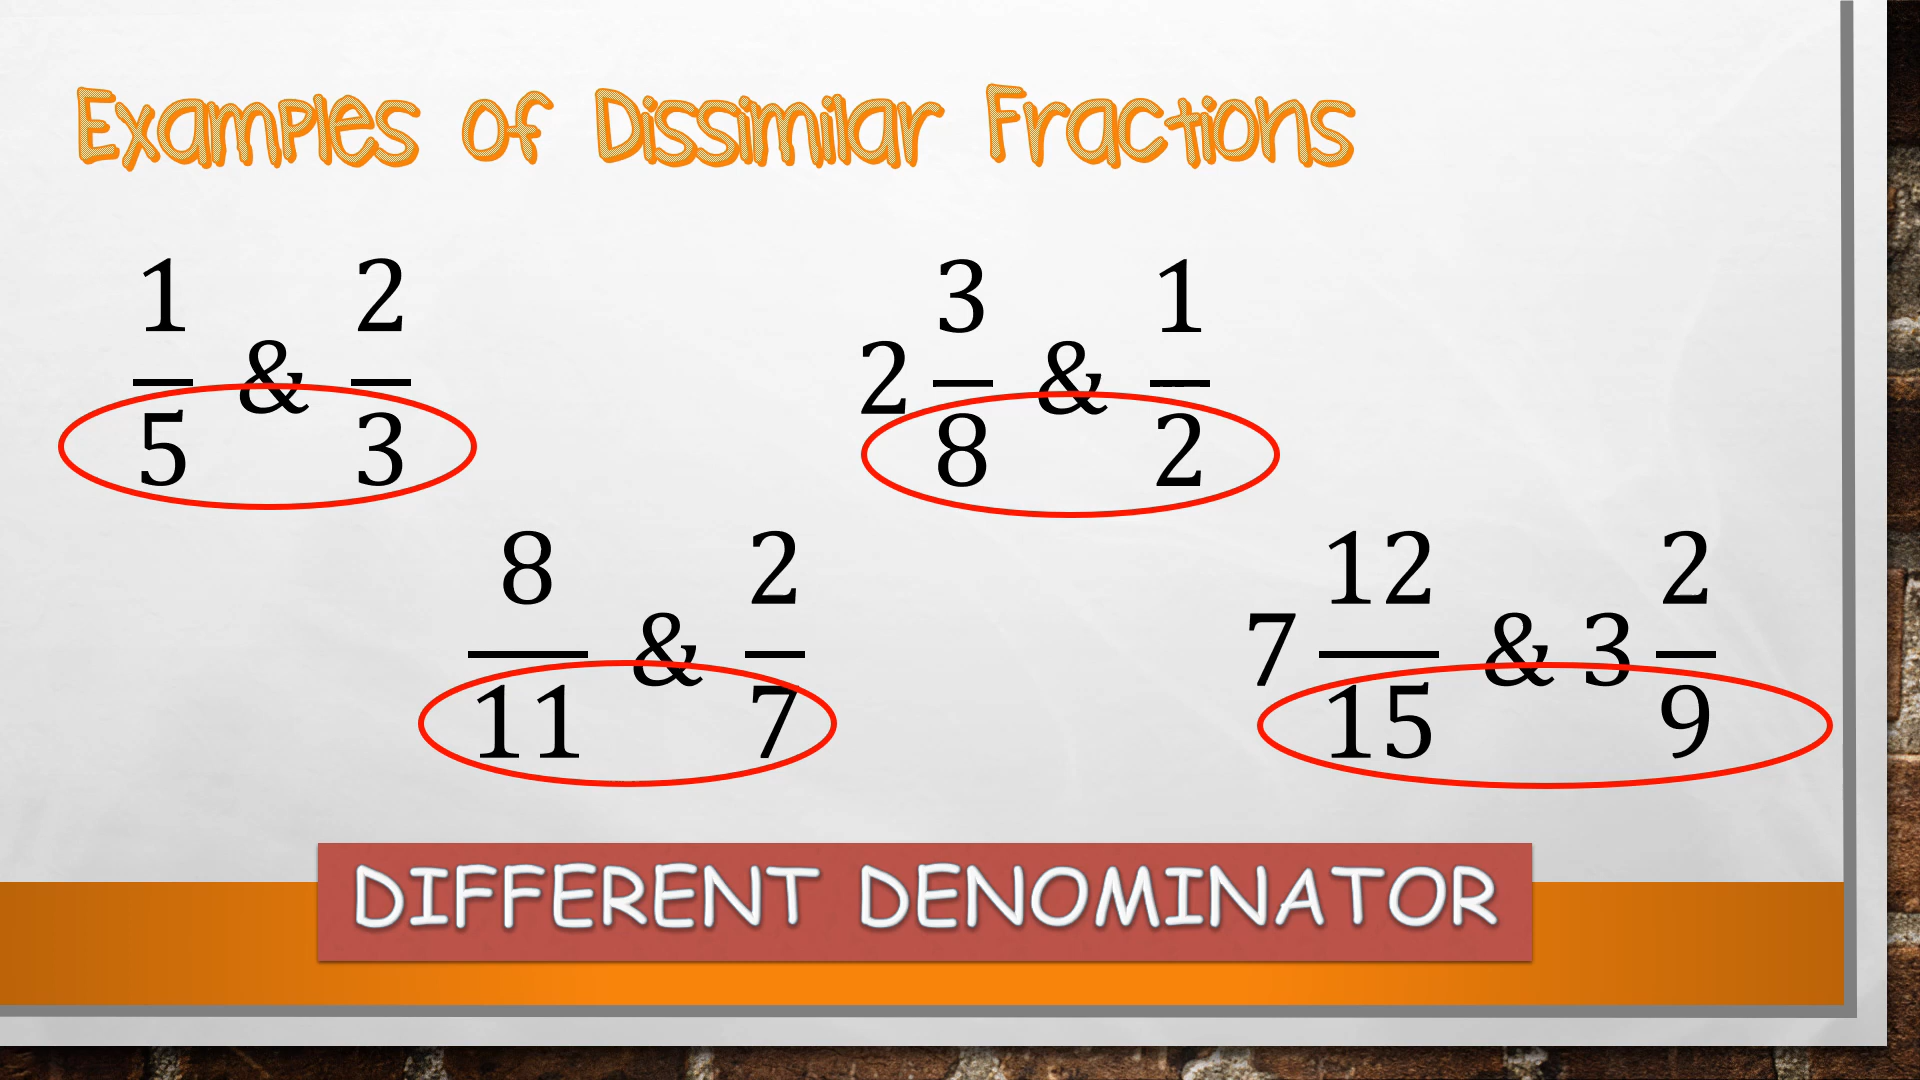 Examples of Dissimilar Fractions
1/5 & 2/3
2 3/8 & 1/2
8/11 & 2/7
7 12/15 & 3 2/9
DIFFERENT DENOMINATOR